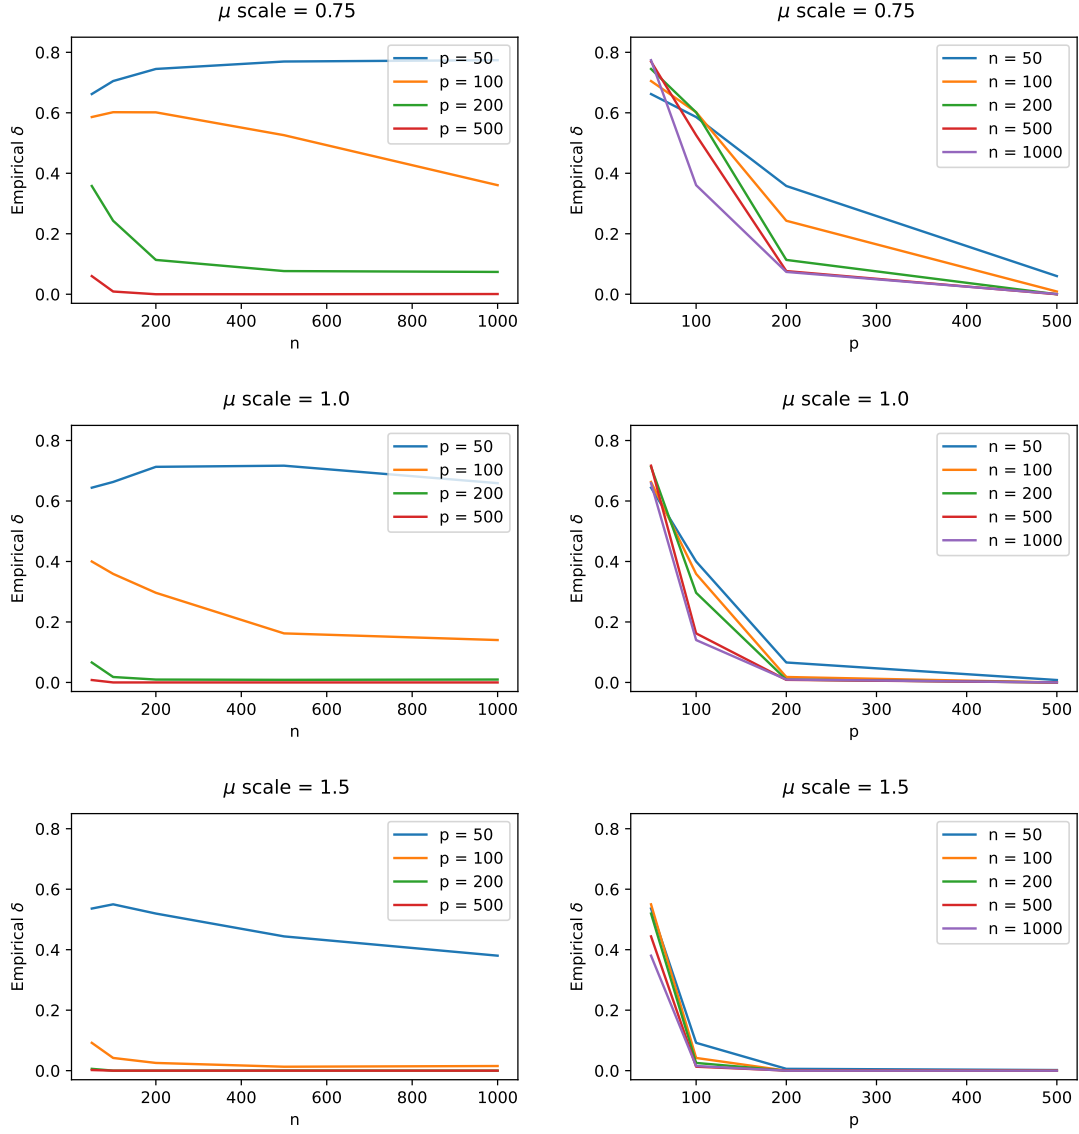 μ scale = 0.75
Empirical δ
0.8
0.6
0.4
0.2
0.0
200 400 600 800 1000
n
p = 50
p = 100
p = 200
p = 500
μ scale = 0.75
Empirical δ
0.8
0.6
0.4
0.2
0.0
100 200 300 400 500
p
n = 50
n = 100
n = 200
n = 500
n = 1000
μ scale = 1.0
Empirical δ
0.8
0.6
0.4
0.2
0.0
200 400 600 800 1000
n
p = 50
p = 100
p = 200
p = 500
μ scale = 1.0
Empirical δ
0.8
0.6
0.4
0.2
0.0
100 200 300 400 500
p
n = 50
n = 100
n = 200
n = 500
n = 1000
μ scale = 1.5
Empirical δ
0.8
0.6
0.4
0.2
0.0
200 400 600 800 1000
n
p = 50
p = 100
p = 200
p = 500
μ scale = 1.5
Empirical δ
0.8
0.6
0.4
0.2
0.0
100 200 300 400 500
p
n = 50
n = 100
n = 200
n = 500
n = 1000